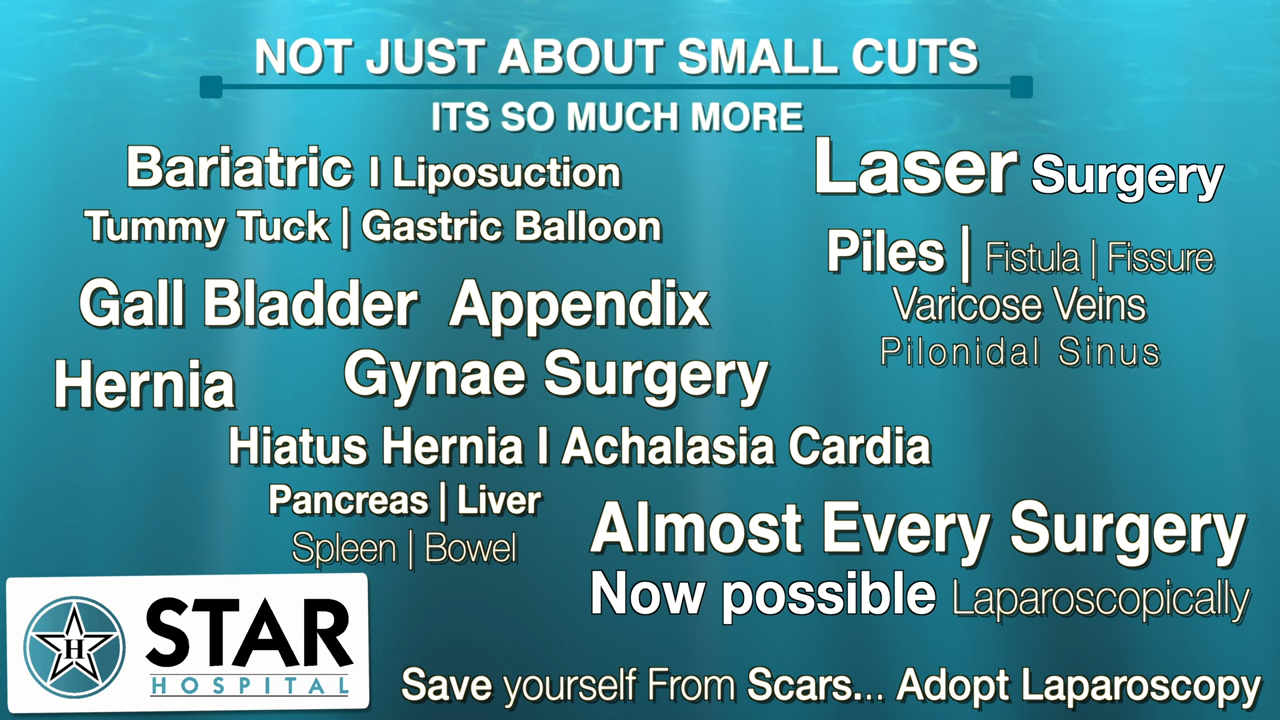 NOT JUST ABOUT SMALL CUTS
ITS SO MUCH MORE
Bariatric I Liposuction
Tummy Tuck | Gastric Balloon
Gall Bladder Appendix
Hernia
Gynae Surgery
Hiatus Hernia I Achalasia Cardia
Pancreas | Liver
Spleen | Bowel
Laser Surgery
Piles | Fistula | Fissure
Varicose Veins
Pilonidal Sinus
Almost Every Surgery
Now possible Laparoscopically
H
STAR
HOSPITAL
Save yourself From Scars... Adopt Laparoscopy